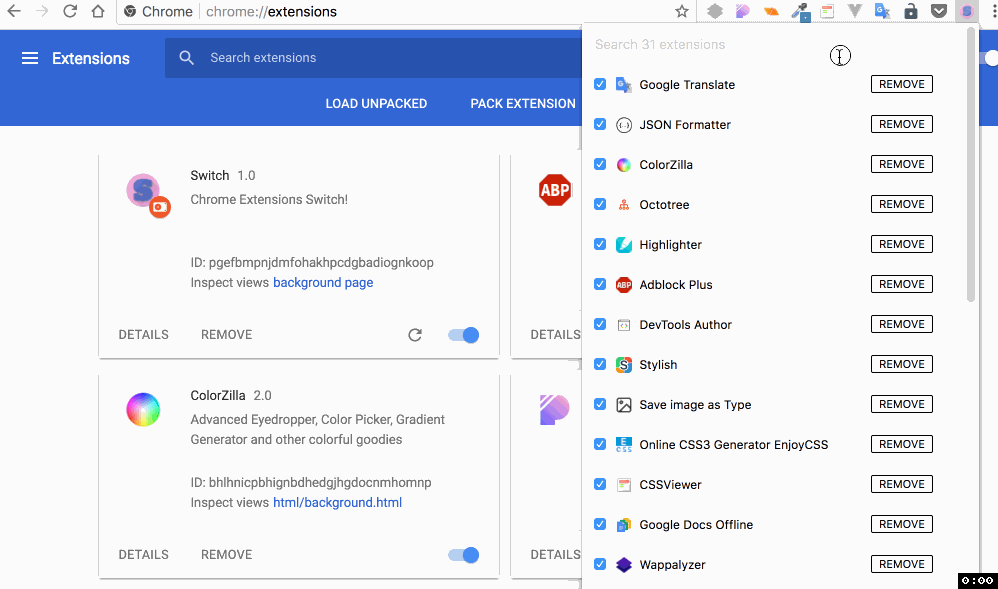 Chrome chrome://extensions
Extensions
Search extensions
LOAD UNPACKED
PACK EXTENSION
Switch 1.0
Chrome Extensions Switch!
ID: pgefbmpnjdmfohakhpcdgbadiognkoop
Inspect views background page
DETAILS
REMOVE
ABP
DETAILS
ColorZilla 2.0
Advanced Eyedropper, Color Picker, Gradient
Generator and other colorful goodies
ID: bhlhnicpbhignbdhedgjhgdocnmhomnp
Inspect views html/background.html
DETAILS
REMOVE
DETAILS
Search 31 extensions
Google Translate REMOVE
JSON Formatter REMOVE
ColorZilla REMOVE
Octotree REMOVE
Highlighter REMOVE
ABP Adblock Plus REMOVE
DevTools Author REMOVE
S Stylish REMOVE
Save image as Type REMOVE
E CSS Online CSS3 Generator EnjoyCSS REMOVE
CSSViewer REMOVE
Google Docs Offline REMOVE
Wappalyzer REMOVE
0:00